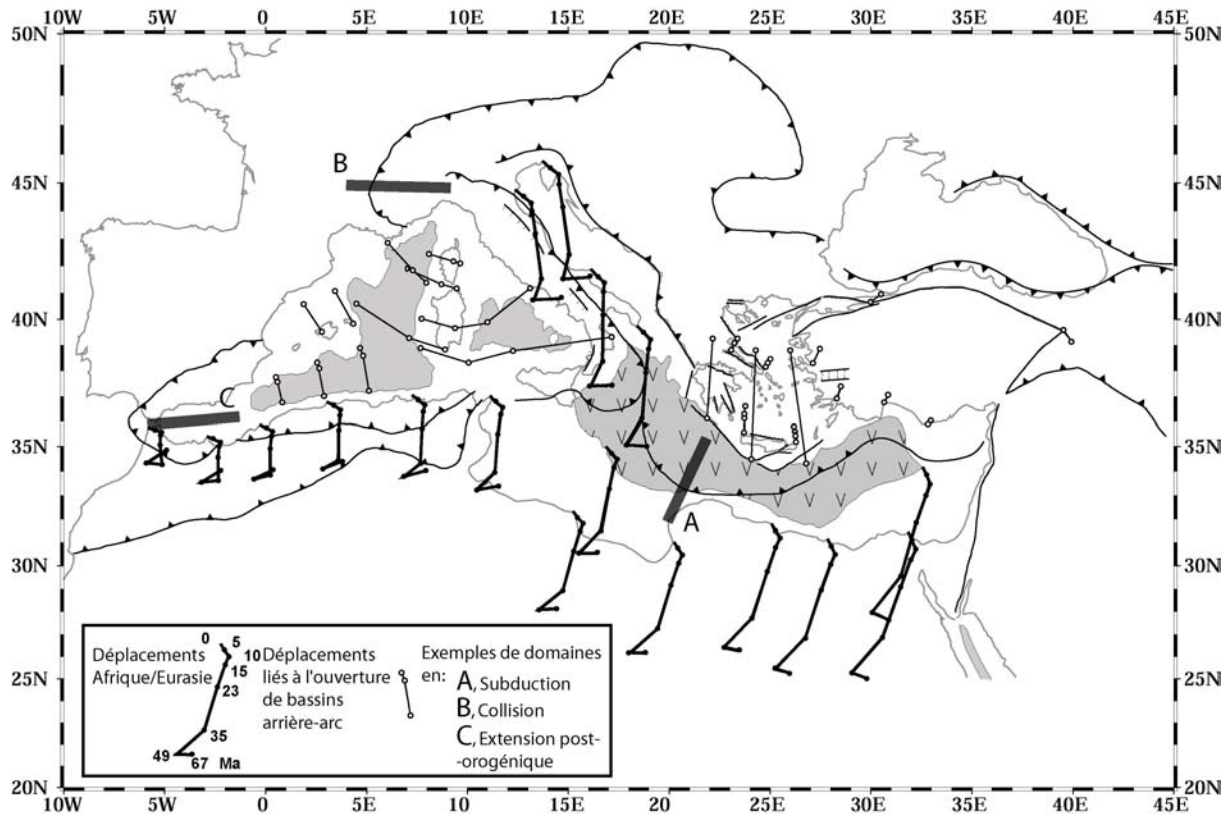 10W 5W 0 5E 10E 15E 20E 25E 30E 35E 40E 45E
50N 50N
B
45N 45N
40N 40N
C
35N 35N
A
30N 30N
Déplacements
Afrique/Eurasie
0 5
10
15
23
35
49
67 Ma
Déplacements
liés à l'ouverture
de bassins
arrière-arc
Exemples de domaines
en:
A, Subduction
B, Collision
C, Extension post-
-orogénique
25N 25N
20N 20N
10W 5W 0 5E 10E 15E 20E 25E 30E 35E 40E 45E